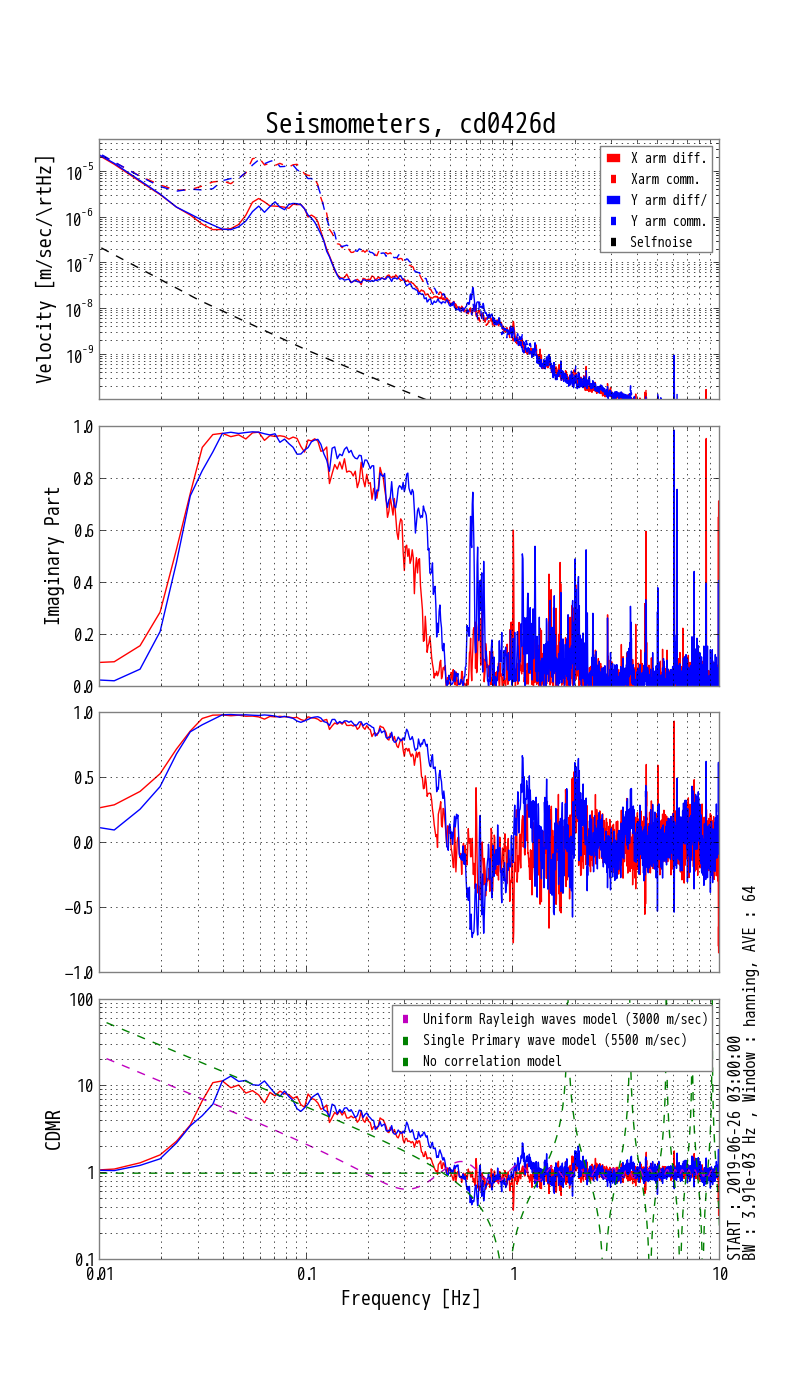 Seismometers, cd0426d
X arm diff.
Xarm comm.
Y arm diff/
Y arm comm.
Selfnoise
Velocity [m/sec/\rtHz]
10-5
10-6
10-7
10-8
10-9
Imaginary Part
1.0
0.8
0.6
0.4
0.2
0.0
1.0
0.5
0.0
−0.5
−1.0
Uniform Rayleigh waves model (3000 m/sec)
Single Primary wave model (5500 m/sec)
No correlation model
CDMR
100
10
1
0.1
0.01
0.1
1
10
Frequency [Hz]
START : 2019-06-26 03:00:00
BW : 3.91e-03 Hz , Window : hanning, AVE : 64